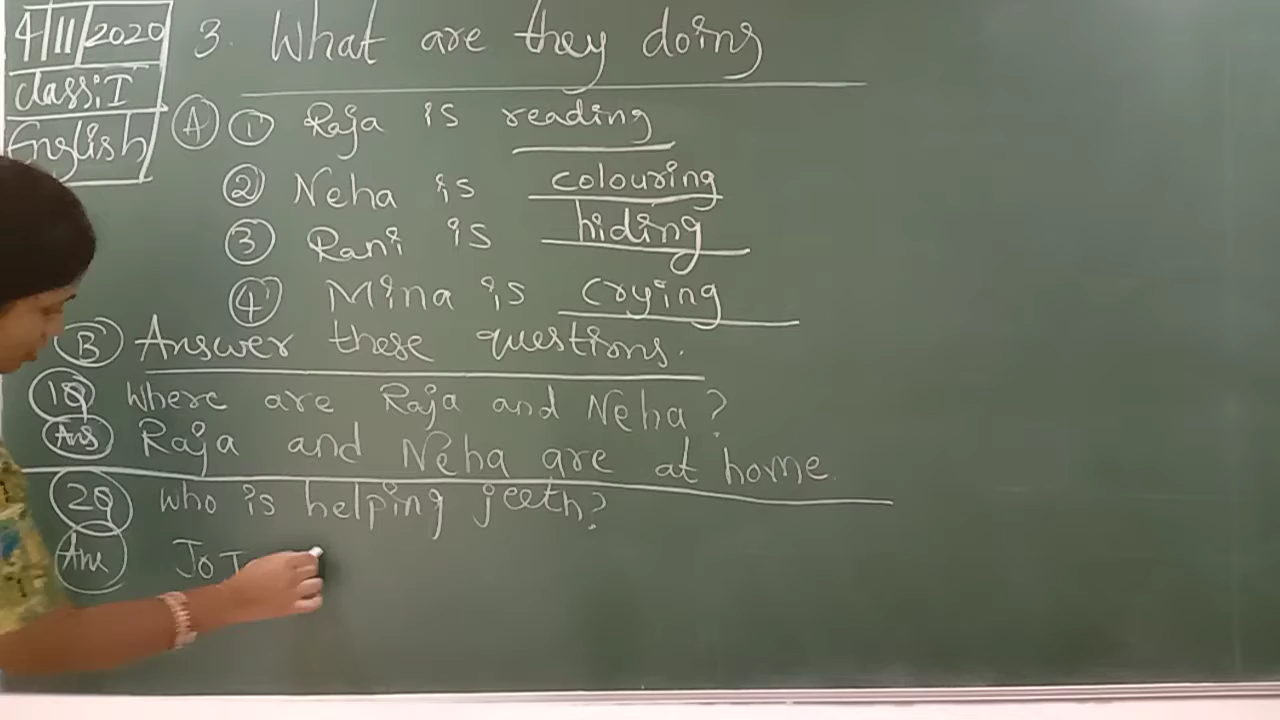 4/11/2020
class:I
English
3. What are they doing
A 1 Raja is reading
2 Neha is colouring
3 Rani is hiding
4 Mina is crying
B Answer these questions.
1Q Where are Raja and Neha?
Ans Raja and Neha are at home.
2Q who is helping jeeth?
Ans